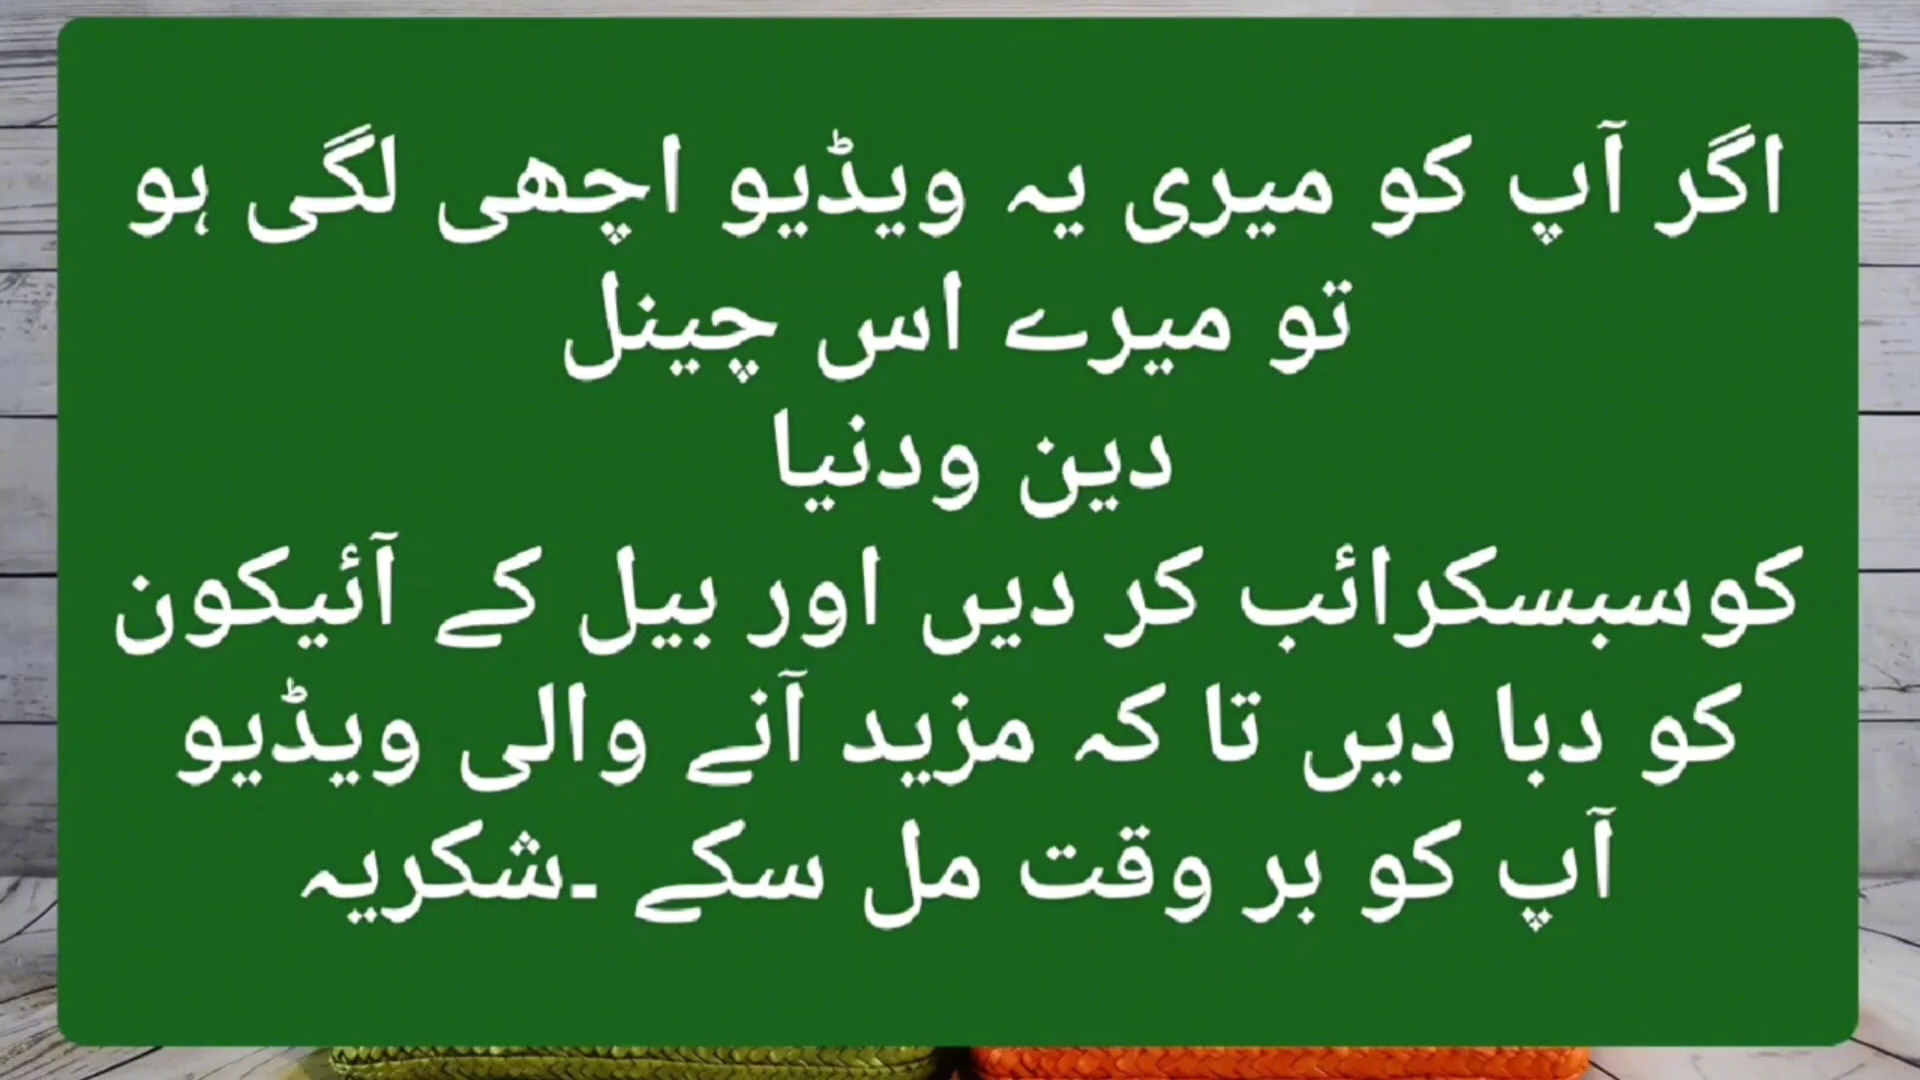 اگر آپ کو میری یہ ویڈیو اچھی لگی ہو
تو میرے اس چینل
دین ودنیا
کوسبسکرائب کر دیں اور بیل کے آئیکون
کو دبا دیں تا کہ مزید آنے والی ویڈیو
آپ کو بر وقت مل سکے ۔شکریہ